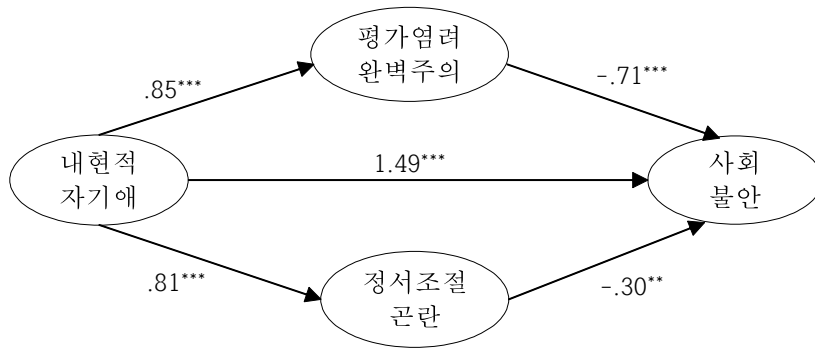 평가염려
완벽주의
.85***
-.71***
내현적
자기애
1.49***
사회
불안
.81***
정서조절
곤란
-.30**